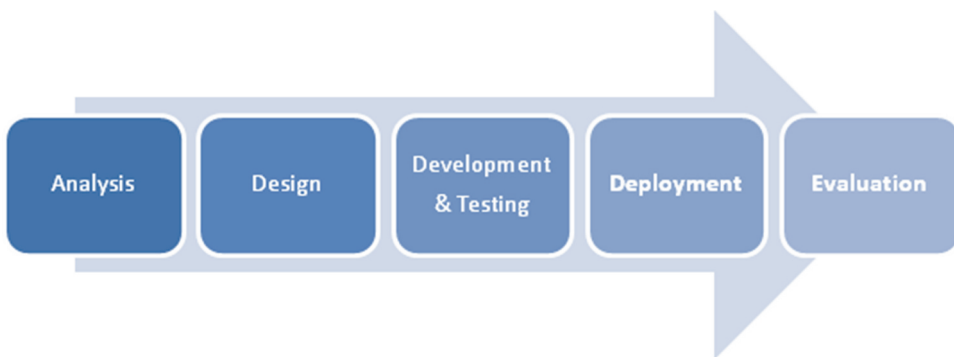 Analysis
Design
Development
& Testing
Deployment
Evaluation